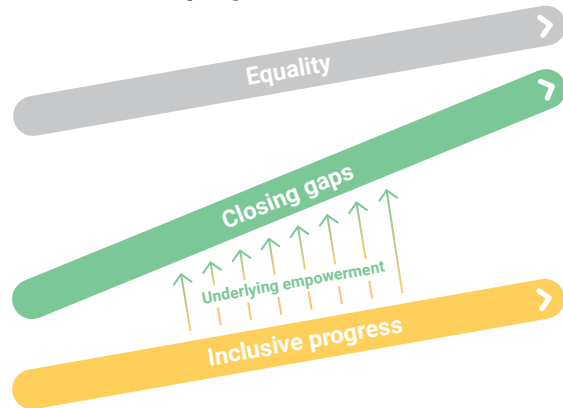 Equality
Closing gaps
Underlying empowerment
Inclusive progress